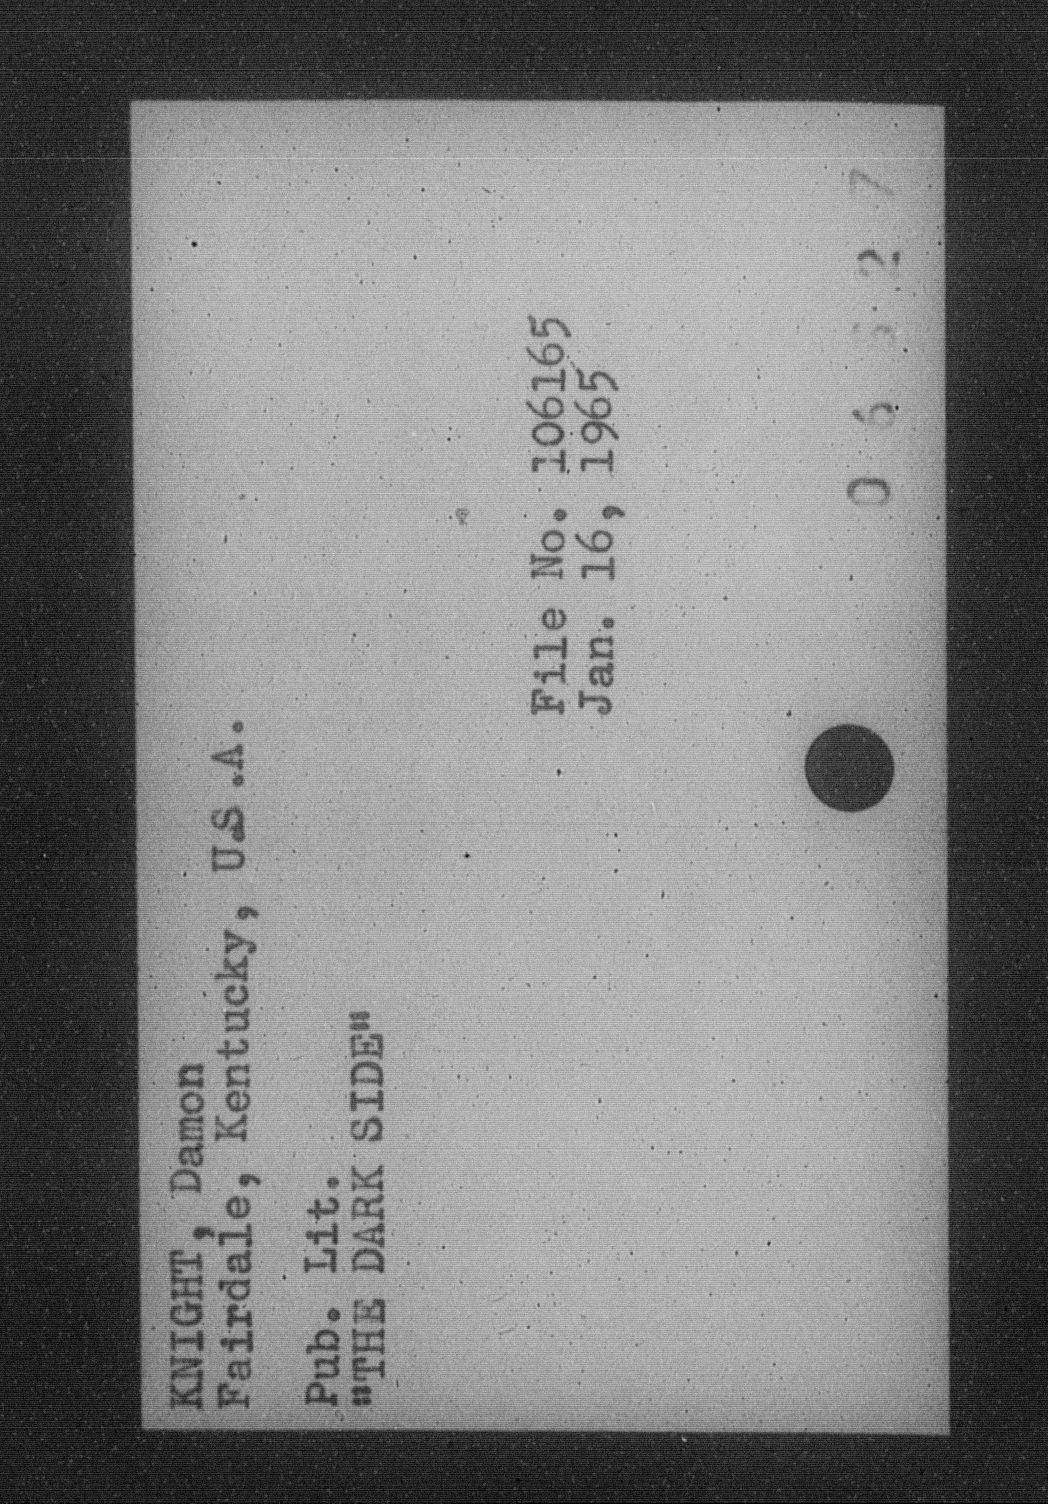 KNIGHT, Damon
Fairdale, Kentucky, U.S.A.
Pub. Lit.
"THE DARK SIDE"
File No. 106165
Jan. 16, 1965